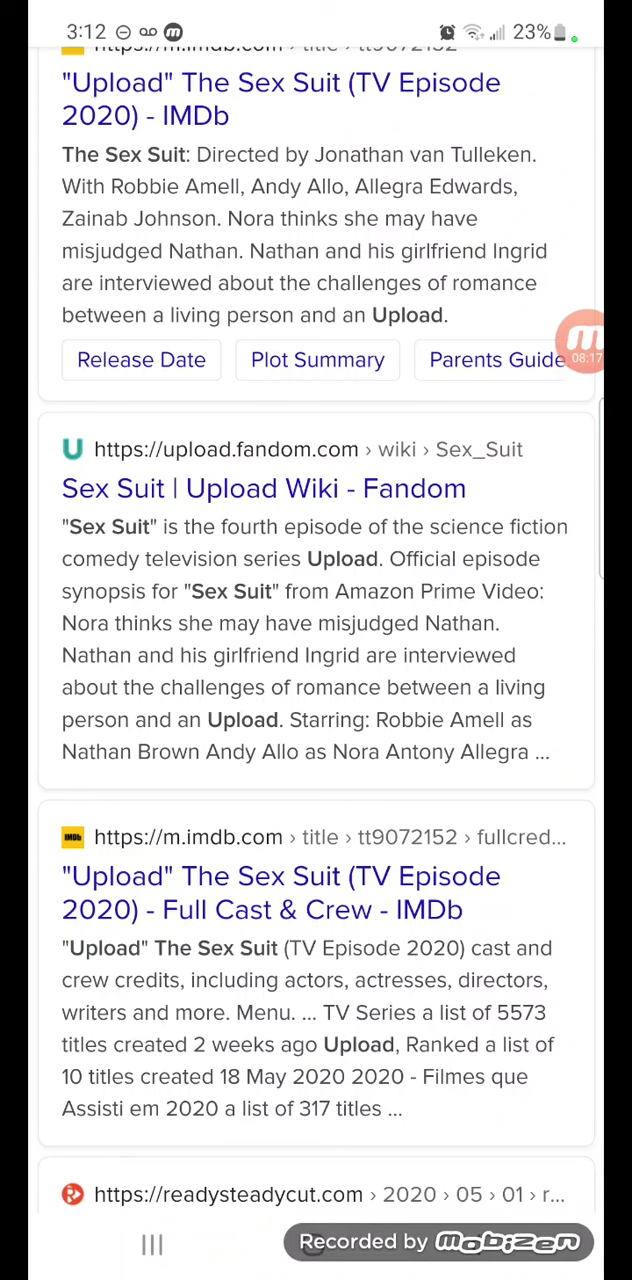 3:12
23%
https://m.imdb.com › title › tt9072152
"Upload" The Sex Suit (TV Episode
2020) - IMDb
The Sex Suit: Directed by Jonathan van Tulleken.
With Robbie Amell, Andy Allo, Allegra Edwards,
Zainab Johnson. Nora thinks she may have
misjudged Nathan. Nathan and his girlfriend Ingrid
are interviewed about the challenges of romance
between a living person and an Upload.
Release Date Plot Summary Parents Guide
08:17
https://upload.fandom.com › wiki › Sex_Suit
Sex Suit | Upload Wiki - Fandom
"Sex Suit" is the fourth episode of the science fiction
comedy television series Upload. Official episode
synopsis for "Sex Suit" from Amazon Prime Video:
Nora thinks she may have misjudged Nathan.
Nathan and his girlfriend Ingrid are interviewed
about the challenges of romance between a living
person and an Upload. Starring: Robbie Amell as
Nathan Brown Andy Allo as Nora Antony Allegra ...
IMDb https://m.imdb.com › title › tt9072152 › fullcred...
"Upload" The Sex Suit (TV Episode
2020) - Full Cast & Crew - IMDb
"Upload" The Sex Suit (TV Episode 2020) cast and
crew credits, including actors, actresses, directors,
writers and more. Menu. ... TV Series a list of 5573
titles created 2 weeks ago Upload, Ranked a list of
10 titles created 18 May 2020 2020 - Filmes que
Assisti em 2020 a list of 317 titles ...
https://readysteadycut.com › 2020 › 05 › 01 › r...
Recorded by mobizen